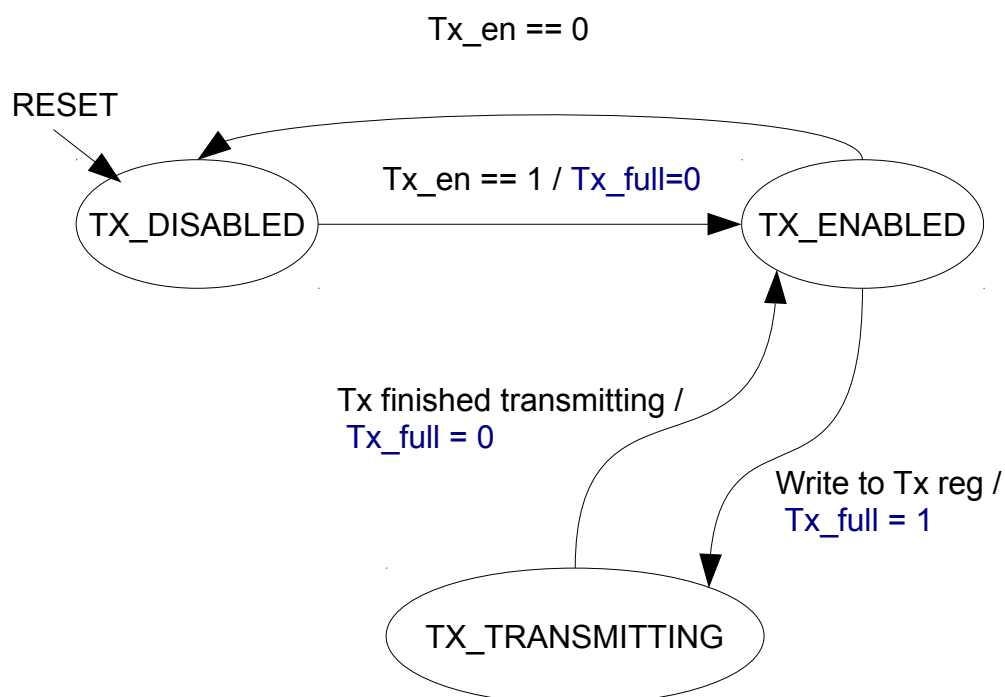 Tx_en == 0
RESET
Tx_en == 1 / Tx_full=0
TX_DISABLED
TX_ENABLED
Tx finished transmitting /
Tx_full = 0
Write to Tx reg /
Tx_full = 1
TX_TRANSMITTING